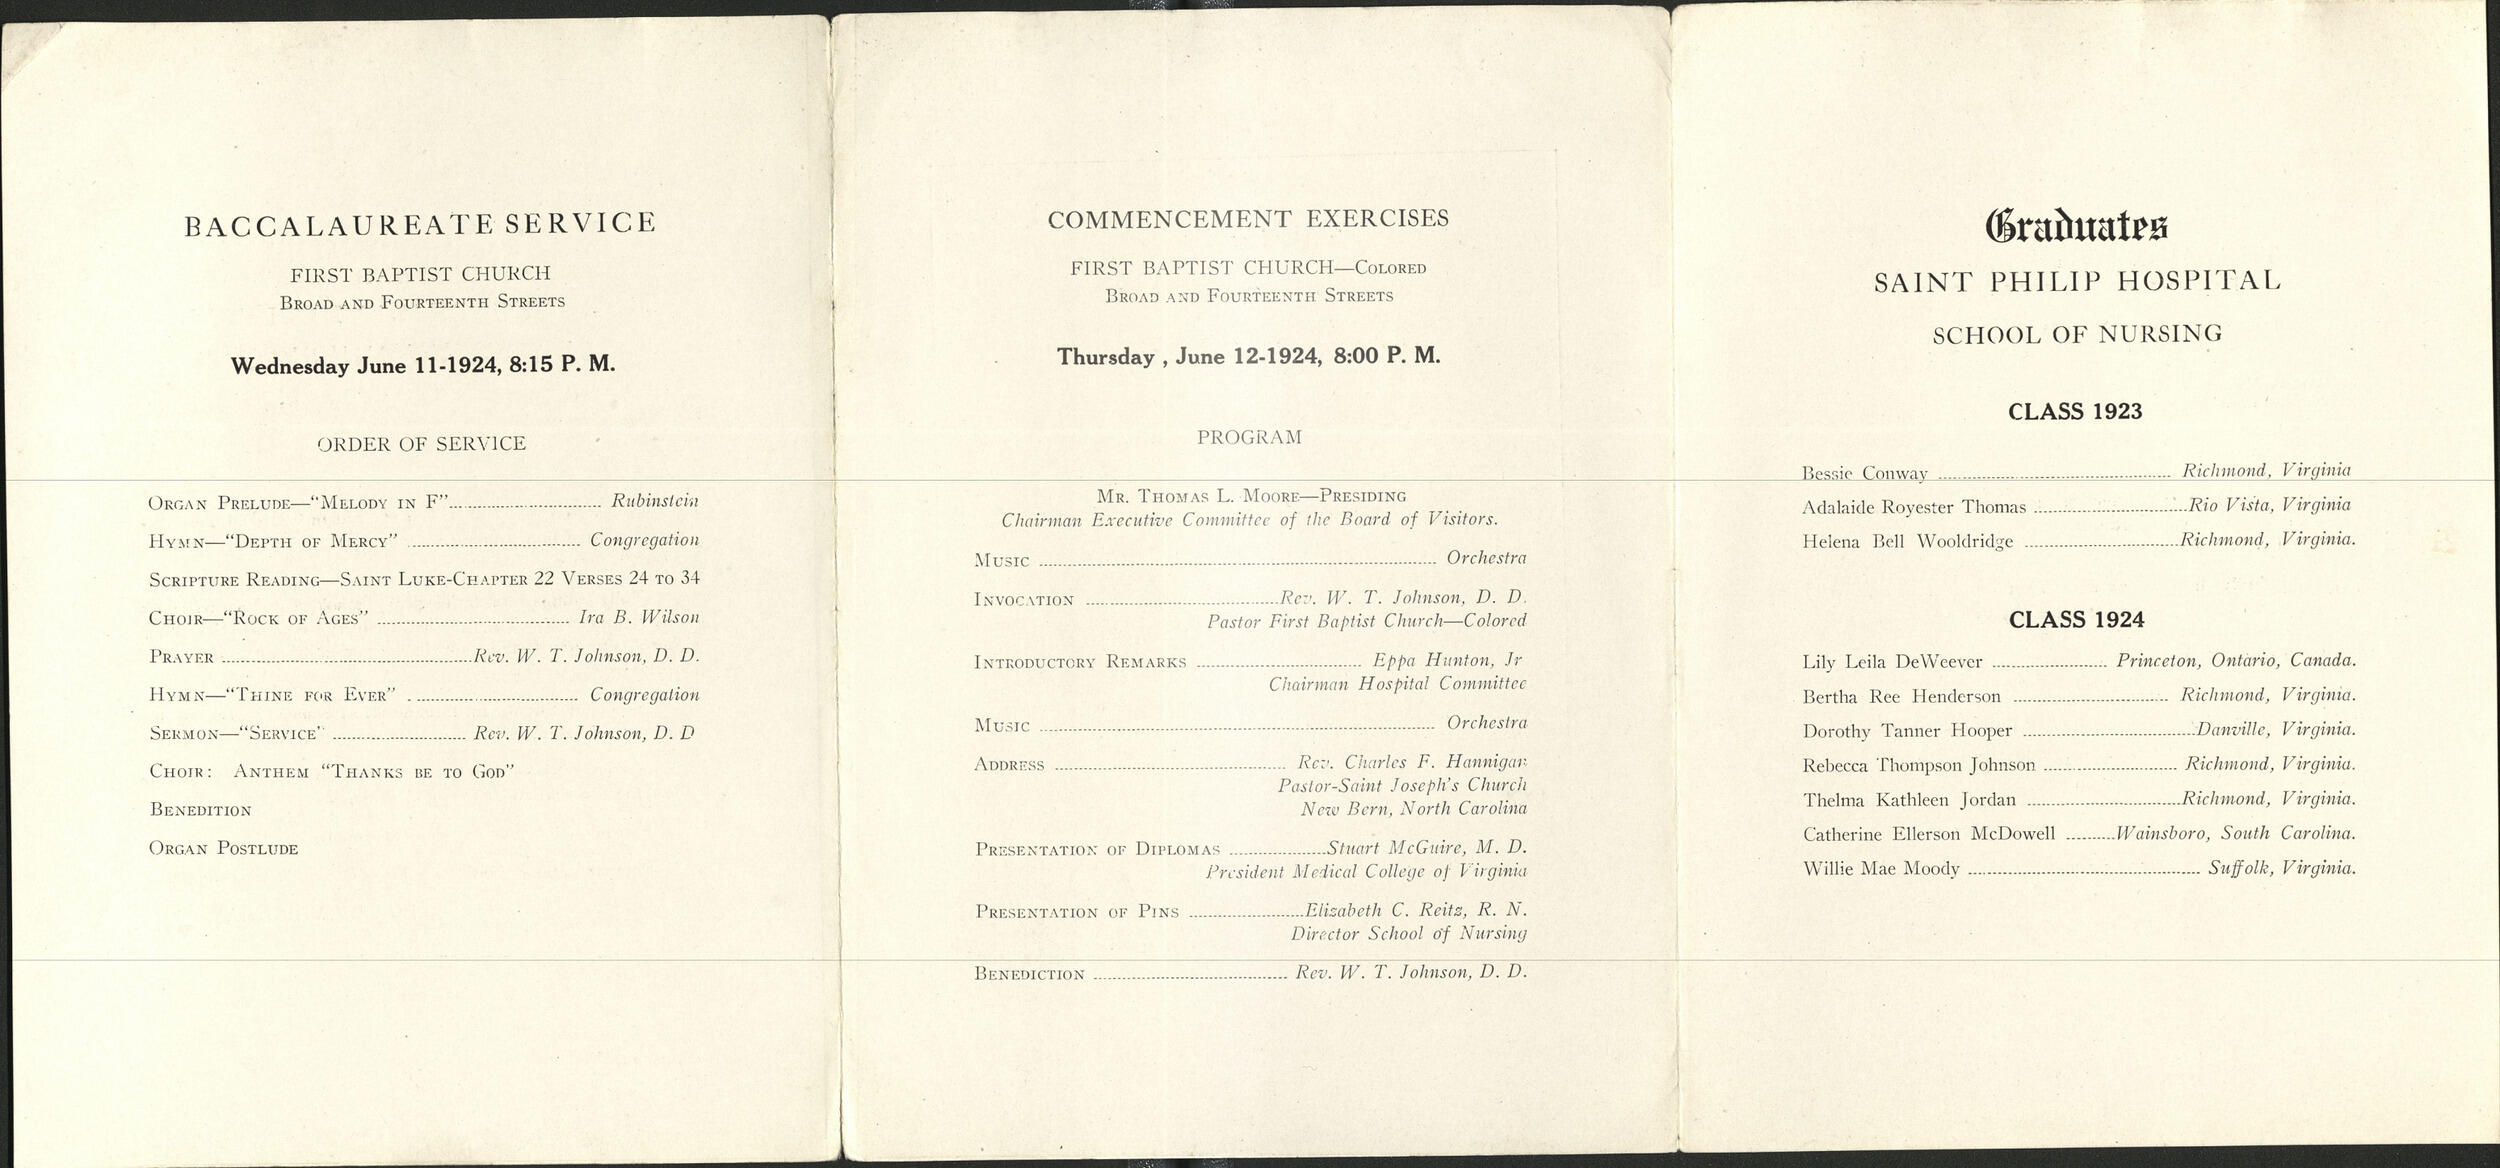 BACCALAUREATE SERVICE
FIRST BAPTIST CHURCH
BROAD AND FOURTEENTH STREETS
Wednesday June 11-1924, 8:15 P. M.
ORDER OF SERVICE
ORGAN PRELUDE—“MELODY IN F”.......... Rubinstein
HYMN—“DEPTH OF MERCY” .......... Congregation
SCRIPTURE READING—SAINT LUKE-CHAPTER 22 VERSES 24 TO 34
CHOIR—“ROCK OF AGES” .......... Ira B. Wilson
PRAYER ..........Rev. W. T. Johnson, D. D.
HYMN—“THINE FOR EVER” .......... Congregation
SERMON—“SERVICE” .......... Rev. W. T. Johnson, D. D
CHOIR: ANTHEM “THANKS BE TO GOD”
BENEDITION
ORGAN POSTLUDE
COMMENCEMENT EXERCISES
FIRST BAPTIST CHURCH—COLORED
BROAD AND FOURTEENTH STREETS
Thursday , June 12-1924, 8:00 P. M.
PROGRAM
MR. THOMAS L. MOORE—PRESIDING
Chairman Executive Committee of the Board of Visitors.
MUSIC .......... Orchestra
INVOCATION ..........Rev. W. T. Johnson, D. D.
Pastor First Baptist Church—Colored
INTRODUCTORY REMARKS .......... Eppa Hunton, Jr
Chairman Hospital Committee
MUSIC .......... Orchestra
ADDRESS .......... Rev. Charles F. Hannigan
Pastor-Saint Joseph's Church
New Bern, North Carolina
PRESENTATION OF DIPLOMAS ..........Stuart McGuire, M. D.
President Medical College of Virginia
PRESENTATION OF PINS ..........Elizabeth C. Reitz, R. N.
Director School of Nursing
BENEDICTION .......... Rev. W. T. Johnson, D. D.
Graduates
SAINT PHILIP HOSPITAL
SCHOOL OF NURSING
CLASS 1923
Bessie Conway .......... Richmond, Virginia
Adalaide Royester Thomas ..........Rio Vista, Virginia
Helena Bell Wooldridge ..........Richmond, Virginia.
CLASS 1924
Lily Leila DeWeever .......... Princeton, Ontario, Canada.
Bertha Ree Henderson .......... Richmond, Virginia.
Dorothy Tanner Hooper ..........Danville, Virginia.
Rebecca Thompson Johnson .......... Richmond, Virginia.
Thelma Kathleen Jordan ..........Richmond, Virginia.
Catherine Ellerson McDowell ..........Wainsboro, South Carolina.
Willie Mae Moody .......... Suffolk, Virginia.